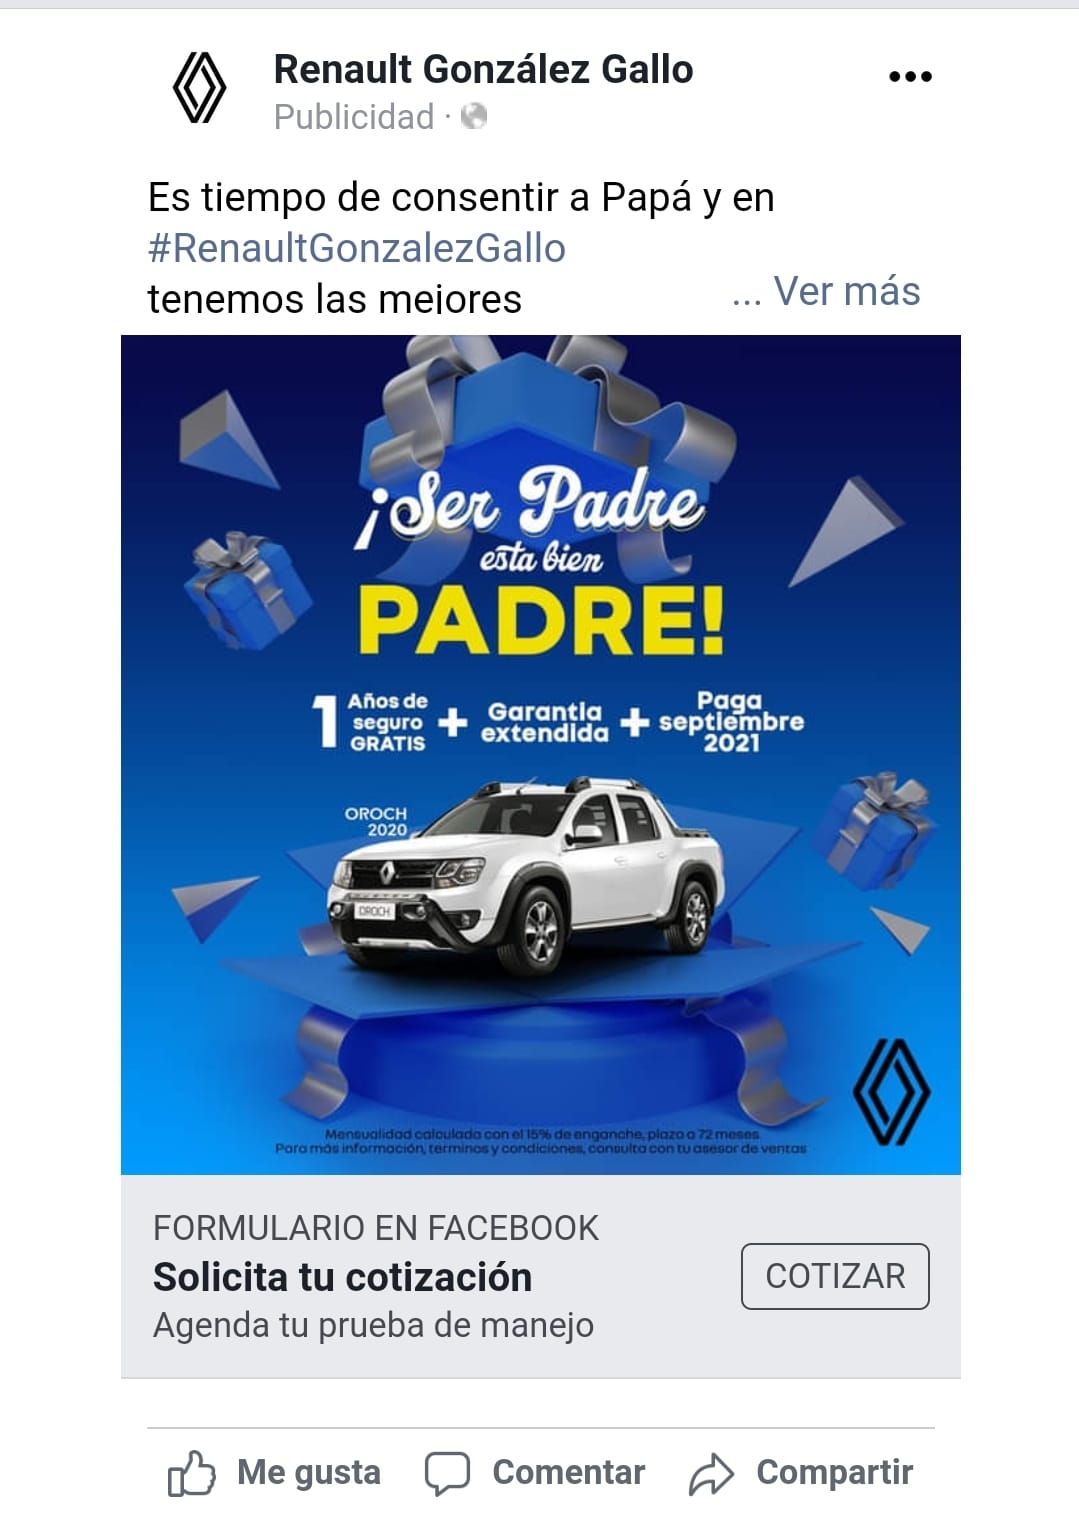 Renault González Gallo
Publicidad ·
Es tiempo de consentir a Papá y en
#RenaultGonzalezGallo
tenemos las mejores
... Ver más
¡Ser Padre
esta bien
PADRE!
1 Años de
seguro
GRATIS
+
Garantia
extendida
+
Paga
septiembre
2021
OROCH
2020
DUSTER
OROCH
Mensualidad calculada con el 15% de enganche, plazo a 72 meses.
Para más información, terminos y condiciones, consulta con tu asesor de ventas
FORMULARIO EN FACEBOOK
Solicita tu cotización
Agenda tu prueba de manejo
COTIZAR
Me gusta
Comentar
Compartir